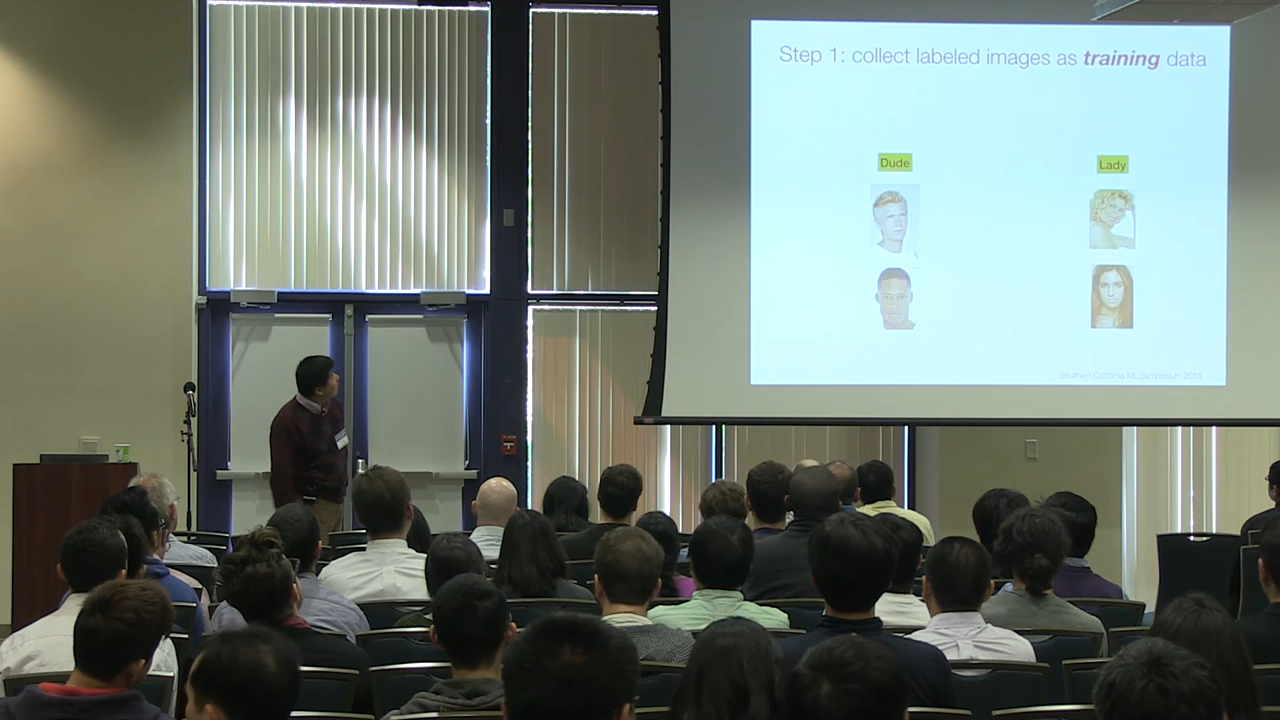 Step 1: collect labeled images as training data
Dude
Lady
Southern California ML Symposium 2016